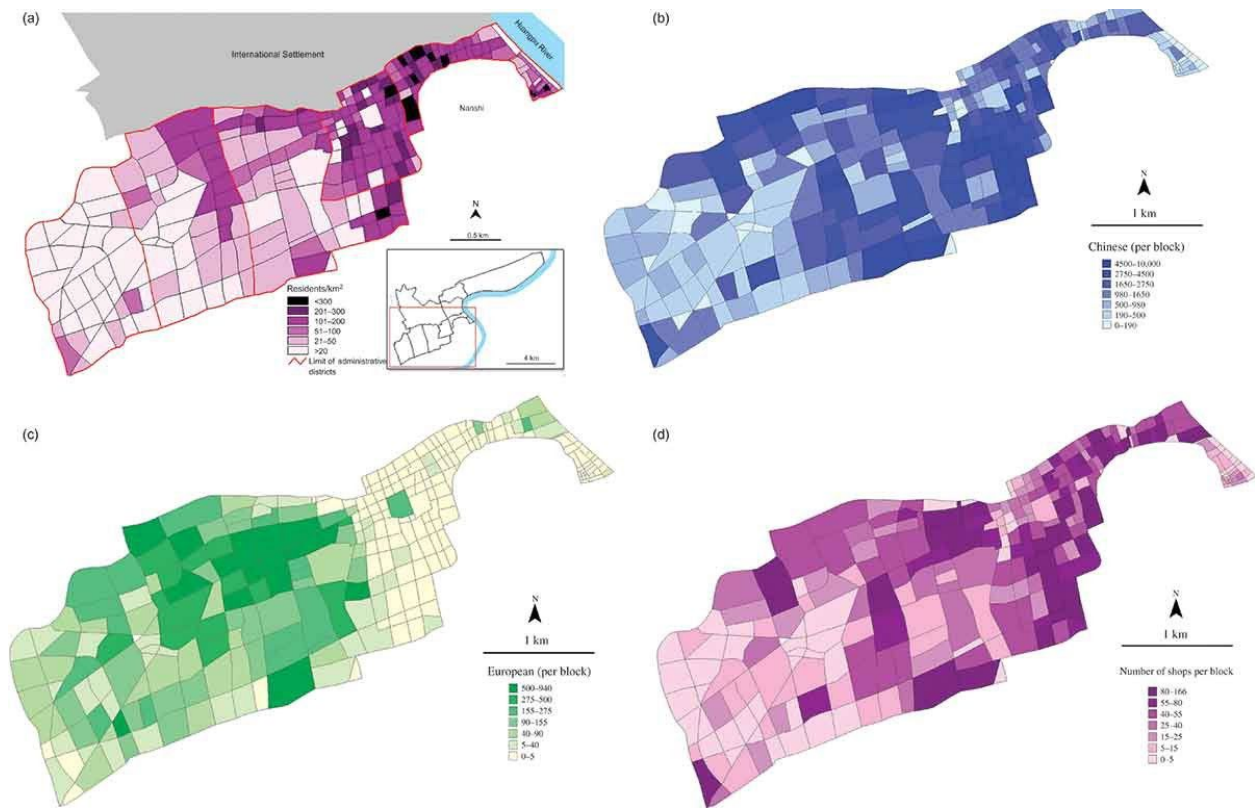 (a)
International Settlement
Huangpu River
Nanshi
N
0.5 km
Residents/km²
<300
201–300
101–200
51–100
21–50
>20
Limit of administrative
districts
4 km
(b)
N
1 km
Chinese (per block)
4500–10,000
2750–4500
1650–2750
980–1650
500–980
190–500
0–190
(c)
N
1 km
European (per block)
500–940
275–500
155–275
90–155
40–90
5–40
0–5
(d)
N
1 km
Number of shops per block
80–166
55–80
40–55
25–40
15–25
5–15
0–5